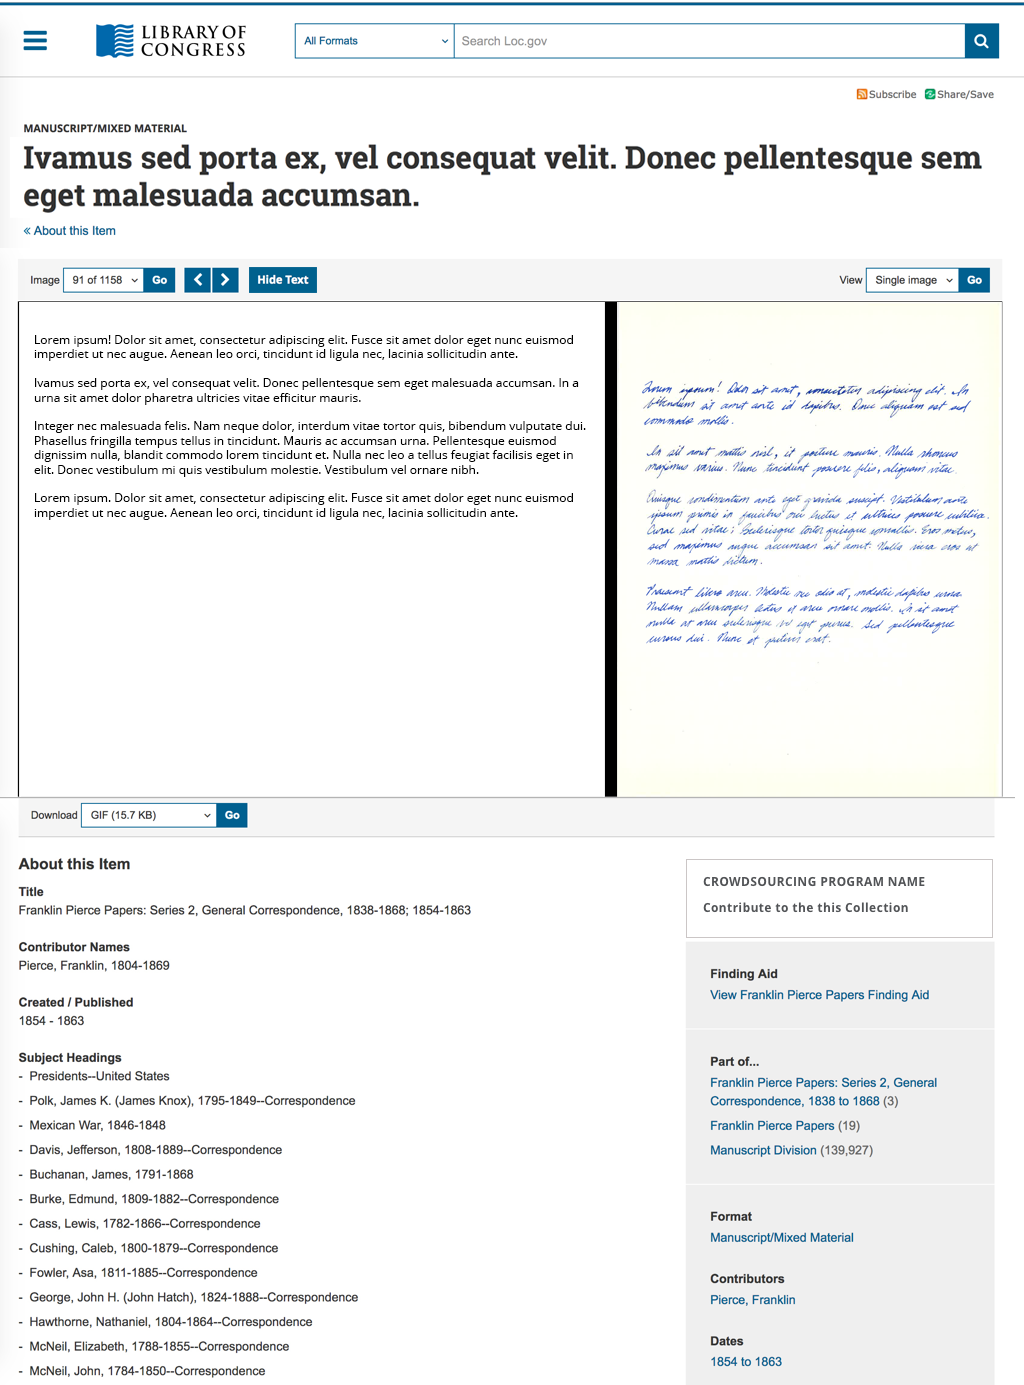 LIBRARY OF
CONGRESS
All Formats
Search Loc.gov
Subscribe Share/Save
MANUSCRIPT/MIXED MATERIAL
Ivamus sed porta ex, vel consequat velit. Donec pellentesque sem
eget malesuada accumsan.
« About this Item
Image 91 of 1158 Go Hide Text View Single image Go
Lorem ipsum! Dolor sit amet, consectetur adipiscing elit. Fusce sit amet dolor eget nunc euismod
imperdiet ut nec augue. Aenean leo orci, tincidunt id ligula nec, lacinia sollicitudin ante.
Ivamus sed porta ex, vel consequat velit. Donec pellentesque sem eget malesuada accumsan. In a
urna sit amet dolor pharetra ultricies vitae efficitur mauris.
Integer nec malesuada felis. Nam neque dolor, interdum vitae tortor quis, bibendum vulputate dui.
Phasellus fringilla tempus tellus in tincidunt. Mauris ac accumsan urna. Pellentesque euismod
dignissim nulla, blandit commodo lorem tincidunt et. Nulla nec leo a tellus feugiat facilisis eget in
elit. Donec vestibulum mi quis vestibulum molestie. Vestibulum vel ornare nibh.
Lorem ipsum. Dolor sit amet, consectetur adipiscing elit. Fusce sit amet dolor eget nunc euismod
imperdiet ut nec augue. Aenean leo orci, tincidunt id ligula nec, lacinia sollicitudin ante.
Lorem ipsum! Dolor sit amet, consectetur adipiscing elit. In
bibendum sit amet ante id dapibus. Donec aliquam est sed
commodo mollis.
In sit amet mattis nisl, it posture mauris. Nulla rhoncus
maximus varius. Nunc tincidunt posuere felis, aliquam vitae.
Quisque condimentum ante eget gravida suscipit. Vestibulum ante
ipsum primis in faucibus orci luctus et ultrices posuere cubilia.
Curae sed vitae; Scelerisque tortor quisque convallis. Eros metus,
sed maximus augue accumsan sit amet. Nulla viverra eros at
massa mattis dictum.
Praesent libero arcu. Molestie nec odio at, molestie dapibus urna.
Nullam ullamcorper lectus et arcu ornare mollis. In sit amet
nulla at arcu scelerisque vel eget purus. Sed pellentesque
cursus dui. Nunc et pretium erat.
Download GIF (15.7 KB) Go
About this Item
Title
Franklin Pierce Papers: Series 2, General Correspondence, 1838-1868; 1854-1863
Contributor Names
Pierce, Franklin, 1804-1869
Created / Published
1854 - 1863
Subject Headings
- Presidents--United States
- Polk, James K. (James Knox), 1795-1849--Correspondence
- Mexican War, 1846-1848
- Davis, Jefferson, 1808-1889--Correspondence
- Buchanan, James, 1791-1868
- Burke, Edmund, 1809-1882--Correspondence
- Cass, Lewis, 1782-1866--Correspondence
- Cushing, Caleb, 1800-1879--Correspondence
- Fowler, Asa, 1811-1885--Correspondence
- George, John H. (John Hatch), 1824-1888--Correspondence
- Hawthorne, Nathaniel, 1804-1864--Correspondence
- McNeil, Elizabeth, 1788-1855--Correspondence
- McNeil, John, 1784-1850--Correspondence
CROWDSOURCING PROGRAM NAME
Contribute to the this Collection
Finding Aid
View Franklin Pierce Papers Finding Aid
Part of...
Franklin Pierce Papers: Series 2, General
Correspondence, 1838 to 1868 (3)
Franklin Pierce Papers (19)
Manuscript Division (139,927)
Format
Manuscript/Mixed Material
Contributors
Pierce, Franklin
Dates
1854 to 1863